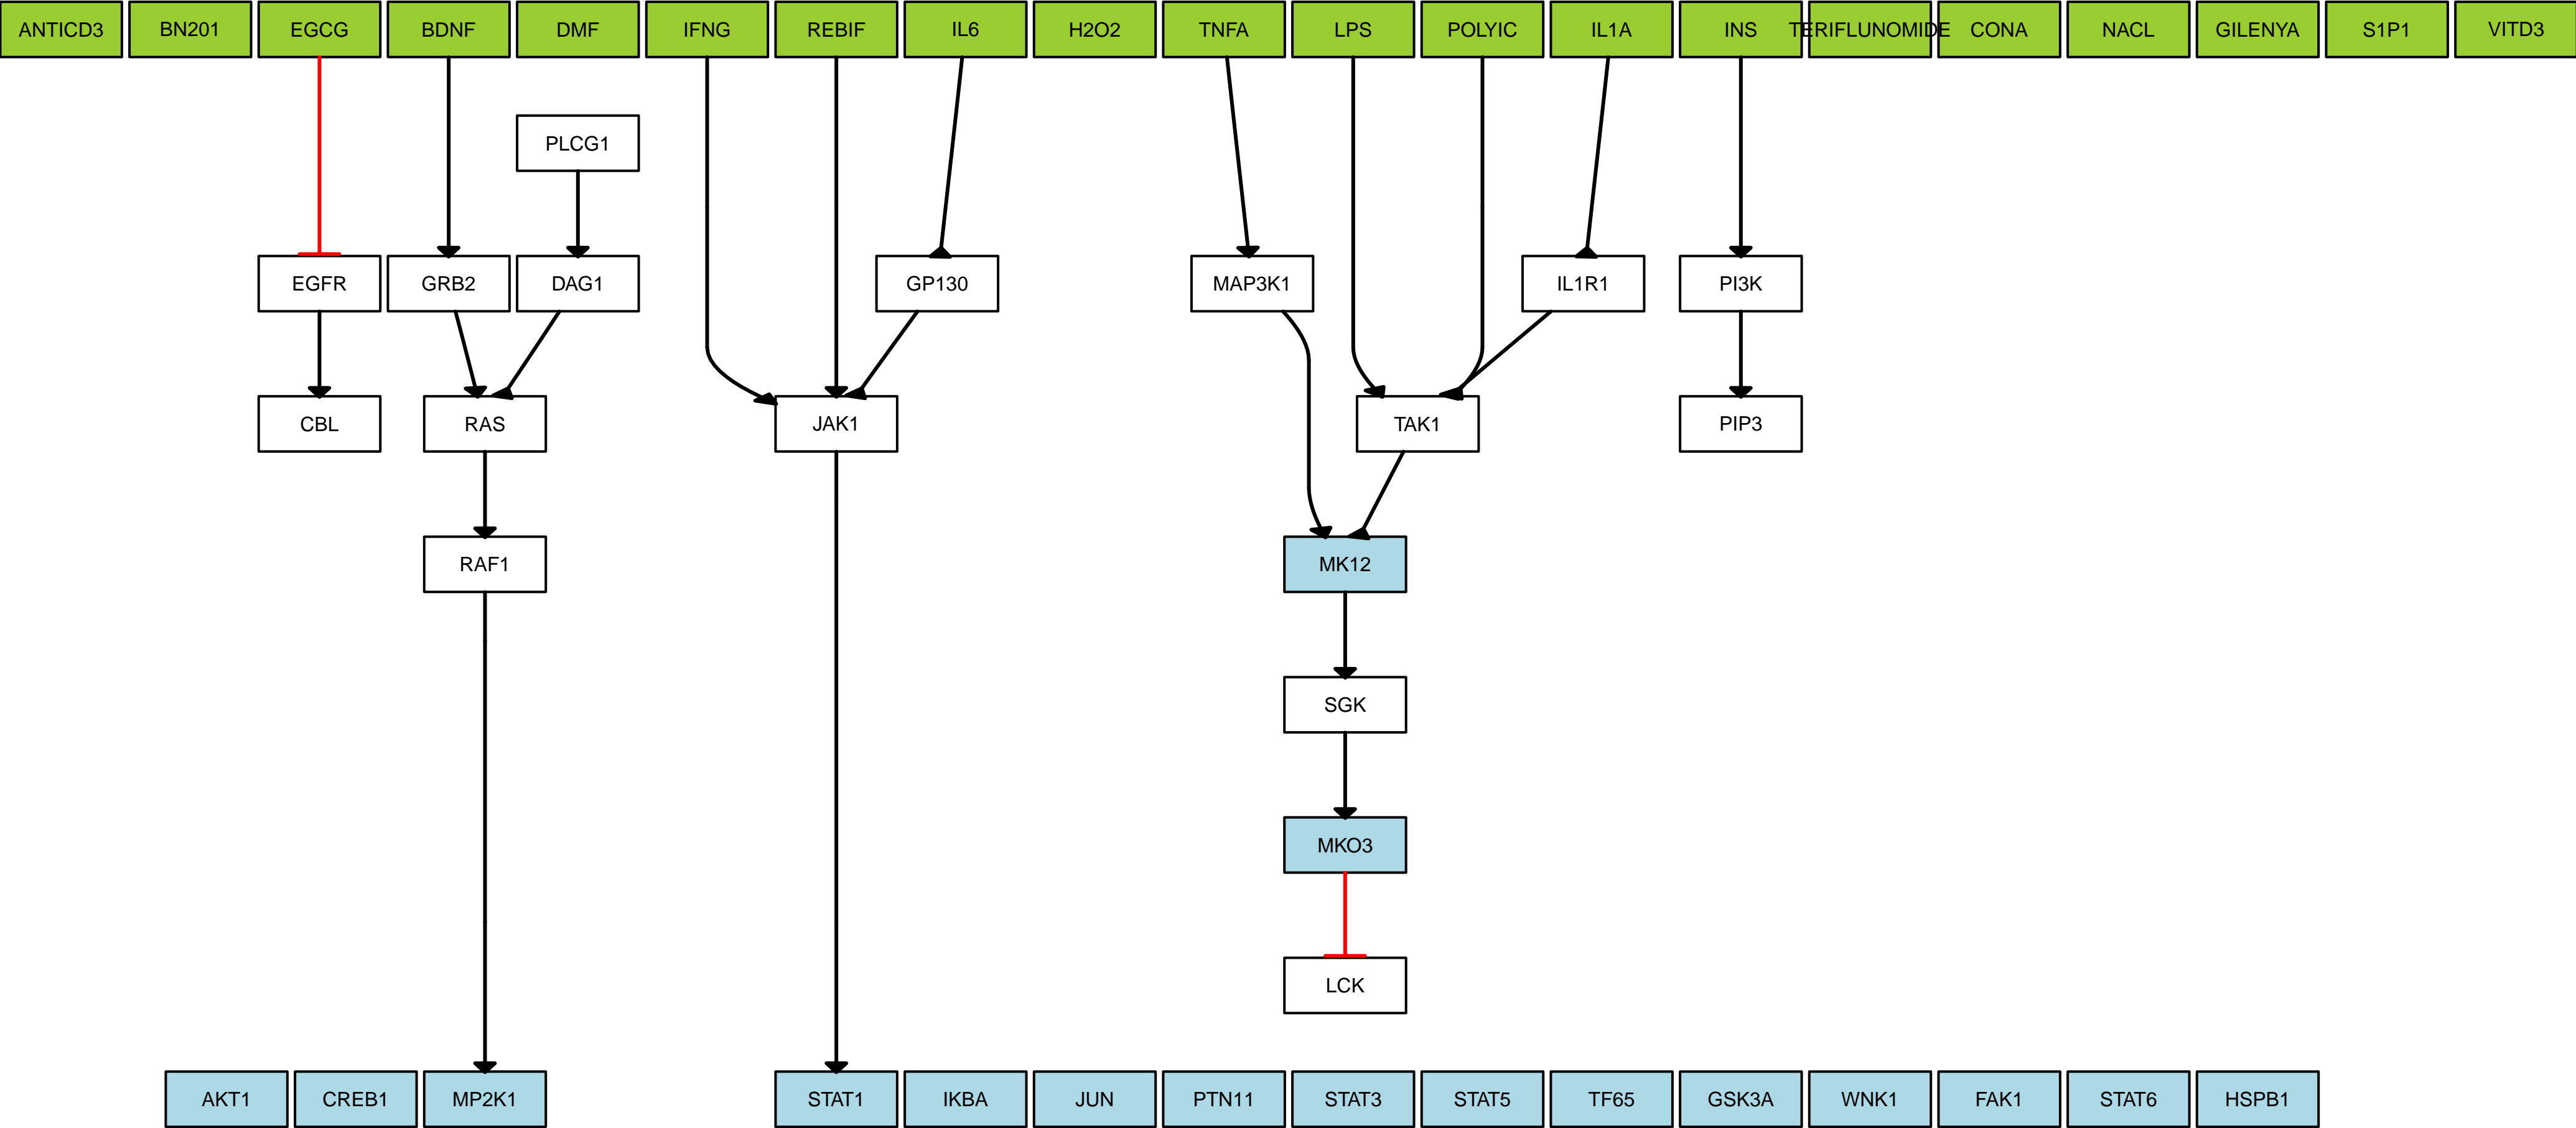 ANTICD3
BN201
EGCG
BDNF
DMF
IFNG
REBIF
IL6
H2O2
TNFA
LPS
POLYIC
IL1A
INS
TERIFLUNOMIDE
CONA
NACL
GILENYA
S1P1
VITD3
PLCG1
EGFR
GRB2
DAG1
GP130
MAP3K1
IL1R1
PI3K
CBL
RAS
JAK1
TAK1
PIP3
RAF1
MK12
SGK
MKO3
LCK
AKT1
CREB1
MP2K1
STAT1
IKBA
JUN
PTN11
STAT3
STAT5
TF65
GSK3A
WNK1
FAK1
STAT6
HSPB1